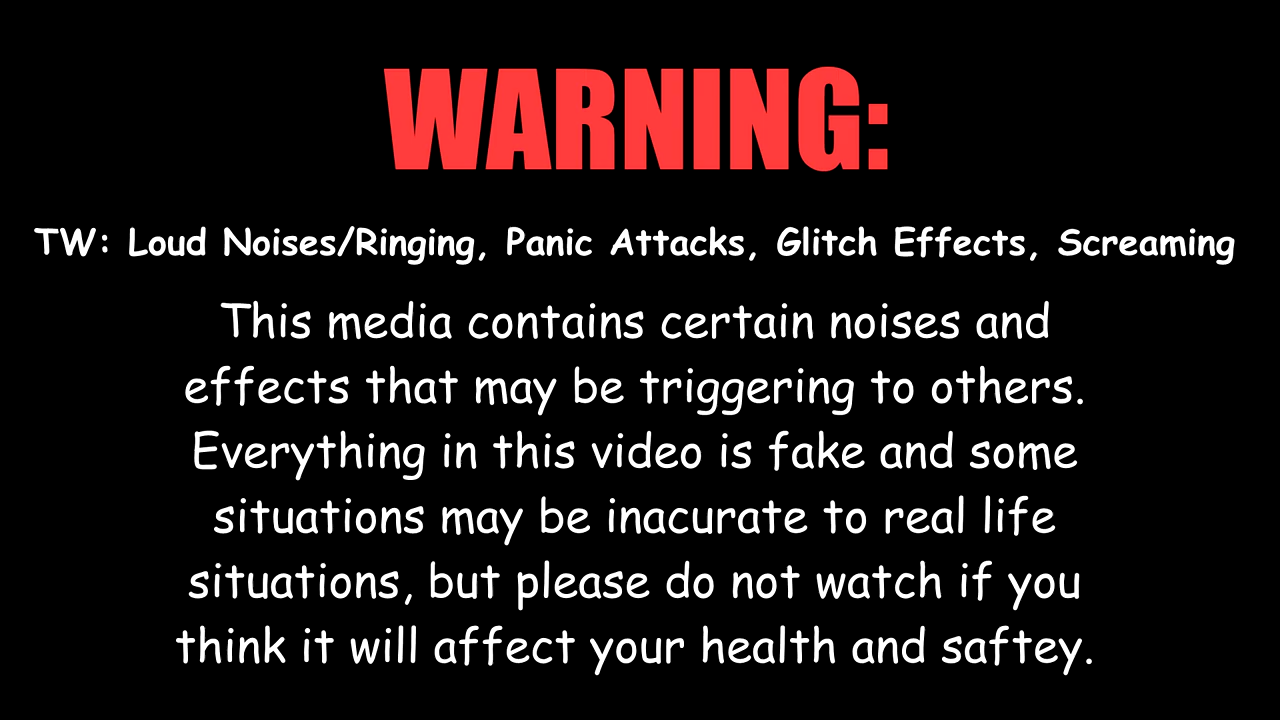 WARNING:
TW: Loud Noises/Ringing, Panic Attacks, Glitch Effects, Screaming
This media contains certain noises and
effects that may be triggering to others.
Everything in this video is fake and some
situations may be inacurate to real life
situations, but please do not watch if you
think it will affect your health and saftey.